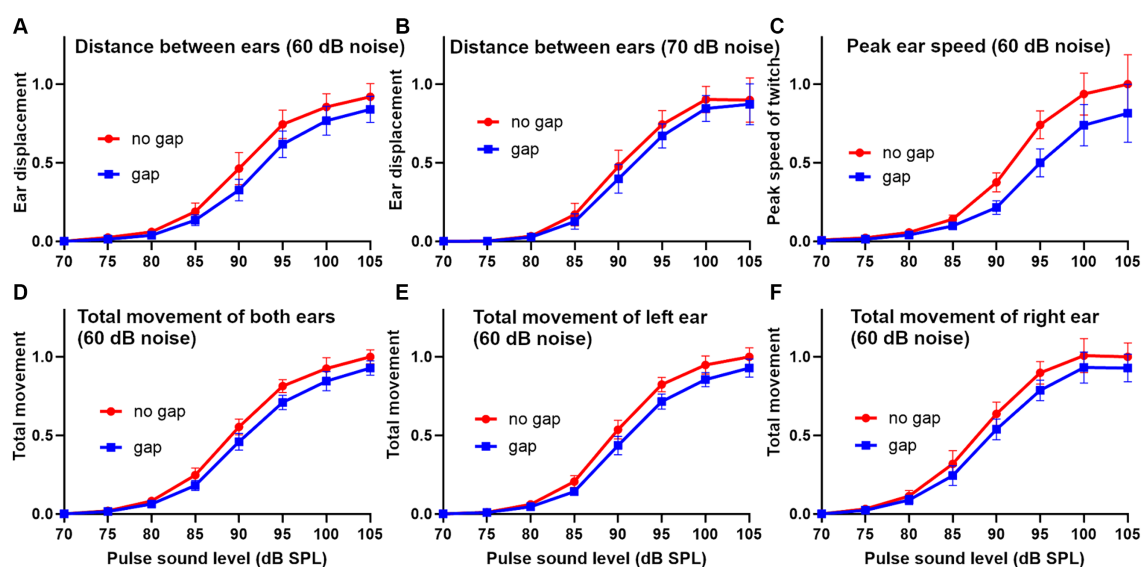 A
Distance between ears (60 dB noise)
Ear displacement
1.0
0.5
0.0
no gap
gap
70 75 80 85 90 95 100 105
B
Distance between ears (70 dB noise)
Ear displacement
1.0
0.5
0.0
no gap
gap
70 75 80 85 90 95 100 105
C
Peak ear speed (60 dB noise)
Peak speed of twitch
1.0
0.5
0.0
no gap
gap
70 75 80 85 90 95 100 105
D
Total movement of both ears
(60 dB noise)
Total movement
1.0
0.5
0.0
no gap
gap
70 75 80 85 90 95 100 105
Pulse sound level (dB SPL)
E
Total movement of left ear
(60 dB noise)
Total movement
1.0
0.5
0.0
no gap
gap
70 75 80 85 90 95 100 105
Pulse sound level (dB SPL)
F
Total movement of right ear
(60 dB noise)
Total movement
1.0
0.5
0.0
no gap
gap
70 75 80 85 90 95 100 105
Pulse sound level (dB SPL)